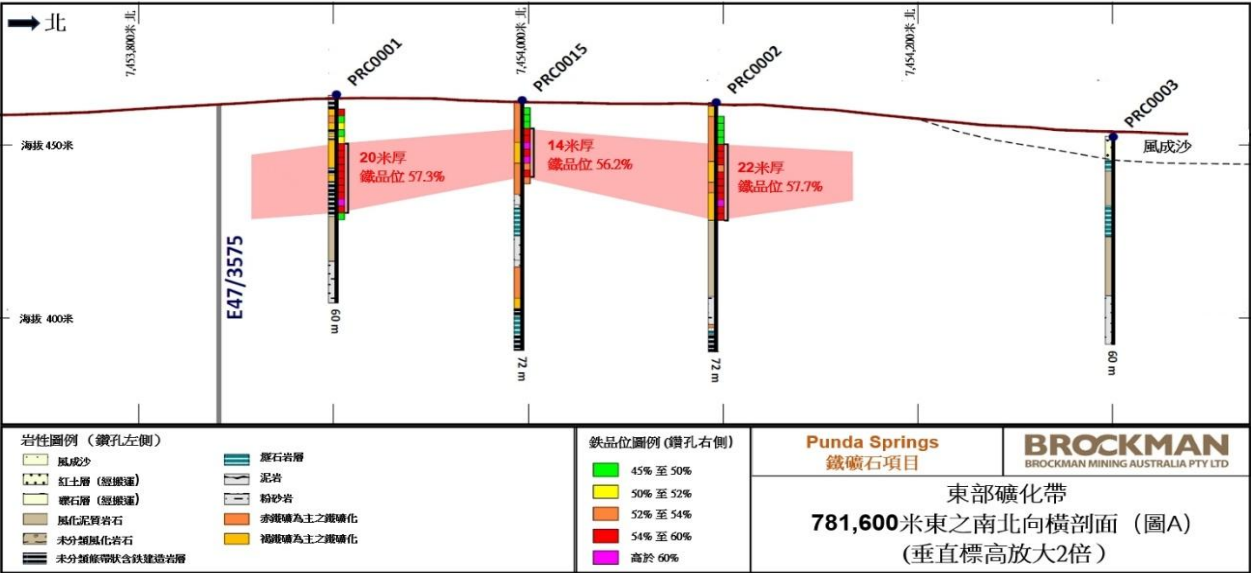 北
7,453,800米 北
7,454,000米 北
7,454,200米 北
PRC0001
PRC0015
PRC0002
PRC0003
風成沙
海拔 450米
20米厚
鐵品位 57.3%
14米厚
鐵品位 56.2%
22米厚
鐵品位 57.7%
E47/3575
海拔 400米
60 m
72 m
72 m
60 m
岩性圖例 （鑽孔左側）
風成沙
紅土層 (經搬運)
礫石層 (經搬運)
風化泥質岩石
未分類風化岩石
未分類條帶狀含鉄建造岩層
燧石岩層
泥岩
粉砂岩
赤鐵礦為主之鐵礦化
褐鐵礦為主之鐵礦化
鉄品位圖例 (鑽孔右側)
45% 至 50%
50% 至 52%
52% 至 54%
54% 至 60%
高於 60%
Punda Springs
鐵礦石項目
BROCKMAN
BROCKMAN MINING AUSTRALIA PTY LTD
東部礦化帶
781,600米東之南北向橫剖面（圖A）
(垂直標高放大2倍）